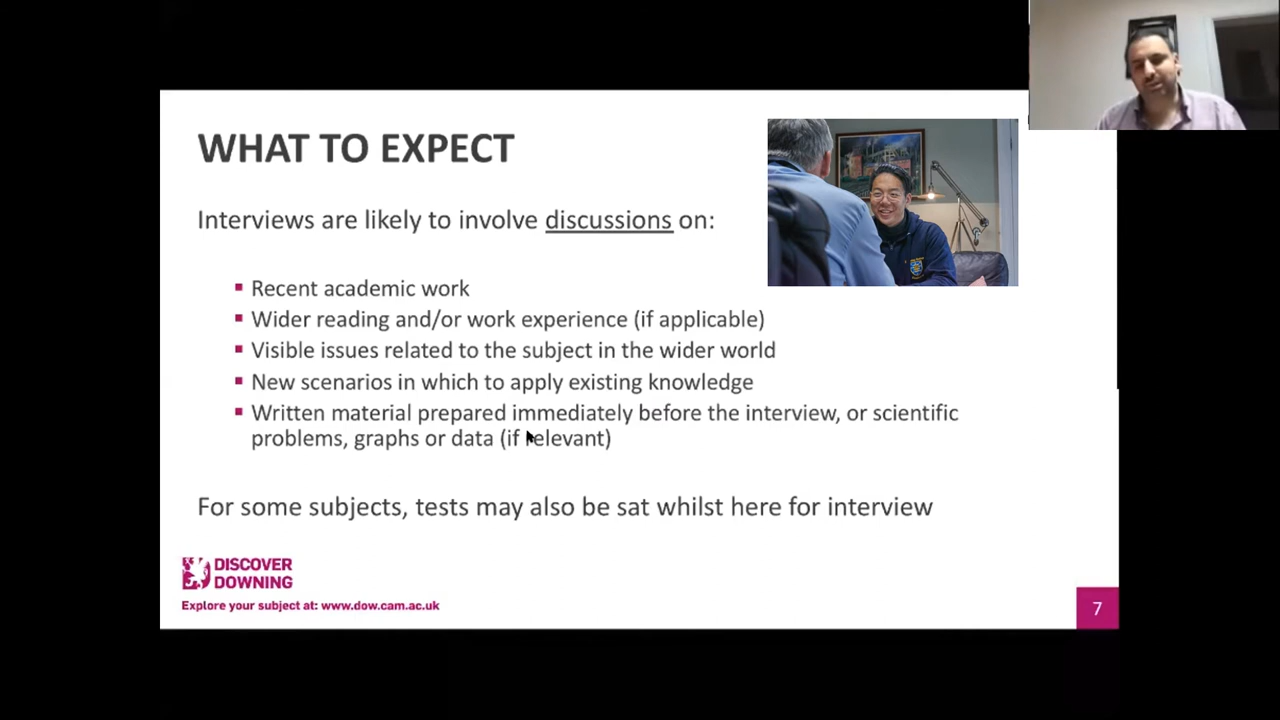 WHAT TO EXPECT
Interviews are likely to involve discussions on:
▪ Recent academic work
▪ Wider reading and/or work experience (if applicable)
▪ Visible issues related to the subject in the wider world
▪ New scenarios in which to apply existing knowledge
▪ Written material prepared immediately before the interview, or scientific
problems, graphs or data (if relevant)
For some subjects, tests may also be sat whilst here for interview
DISCOVER
DOWNING
Explore your subject at: www.dow.cam.ac.uk
7